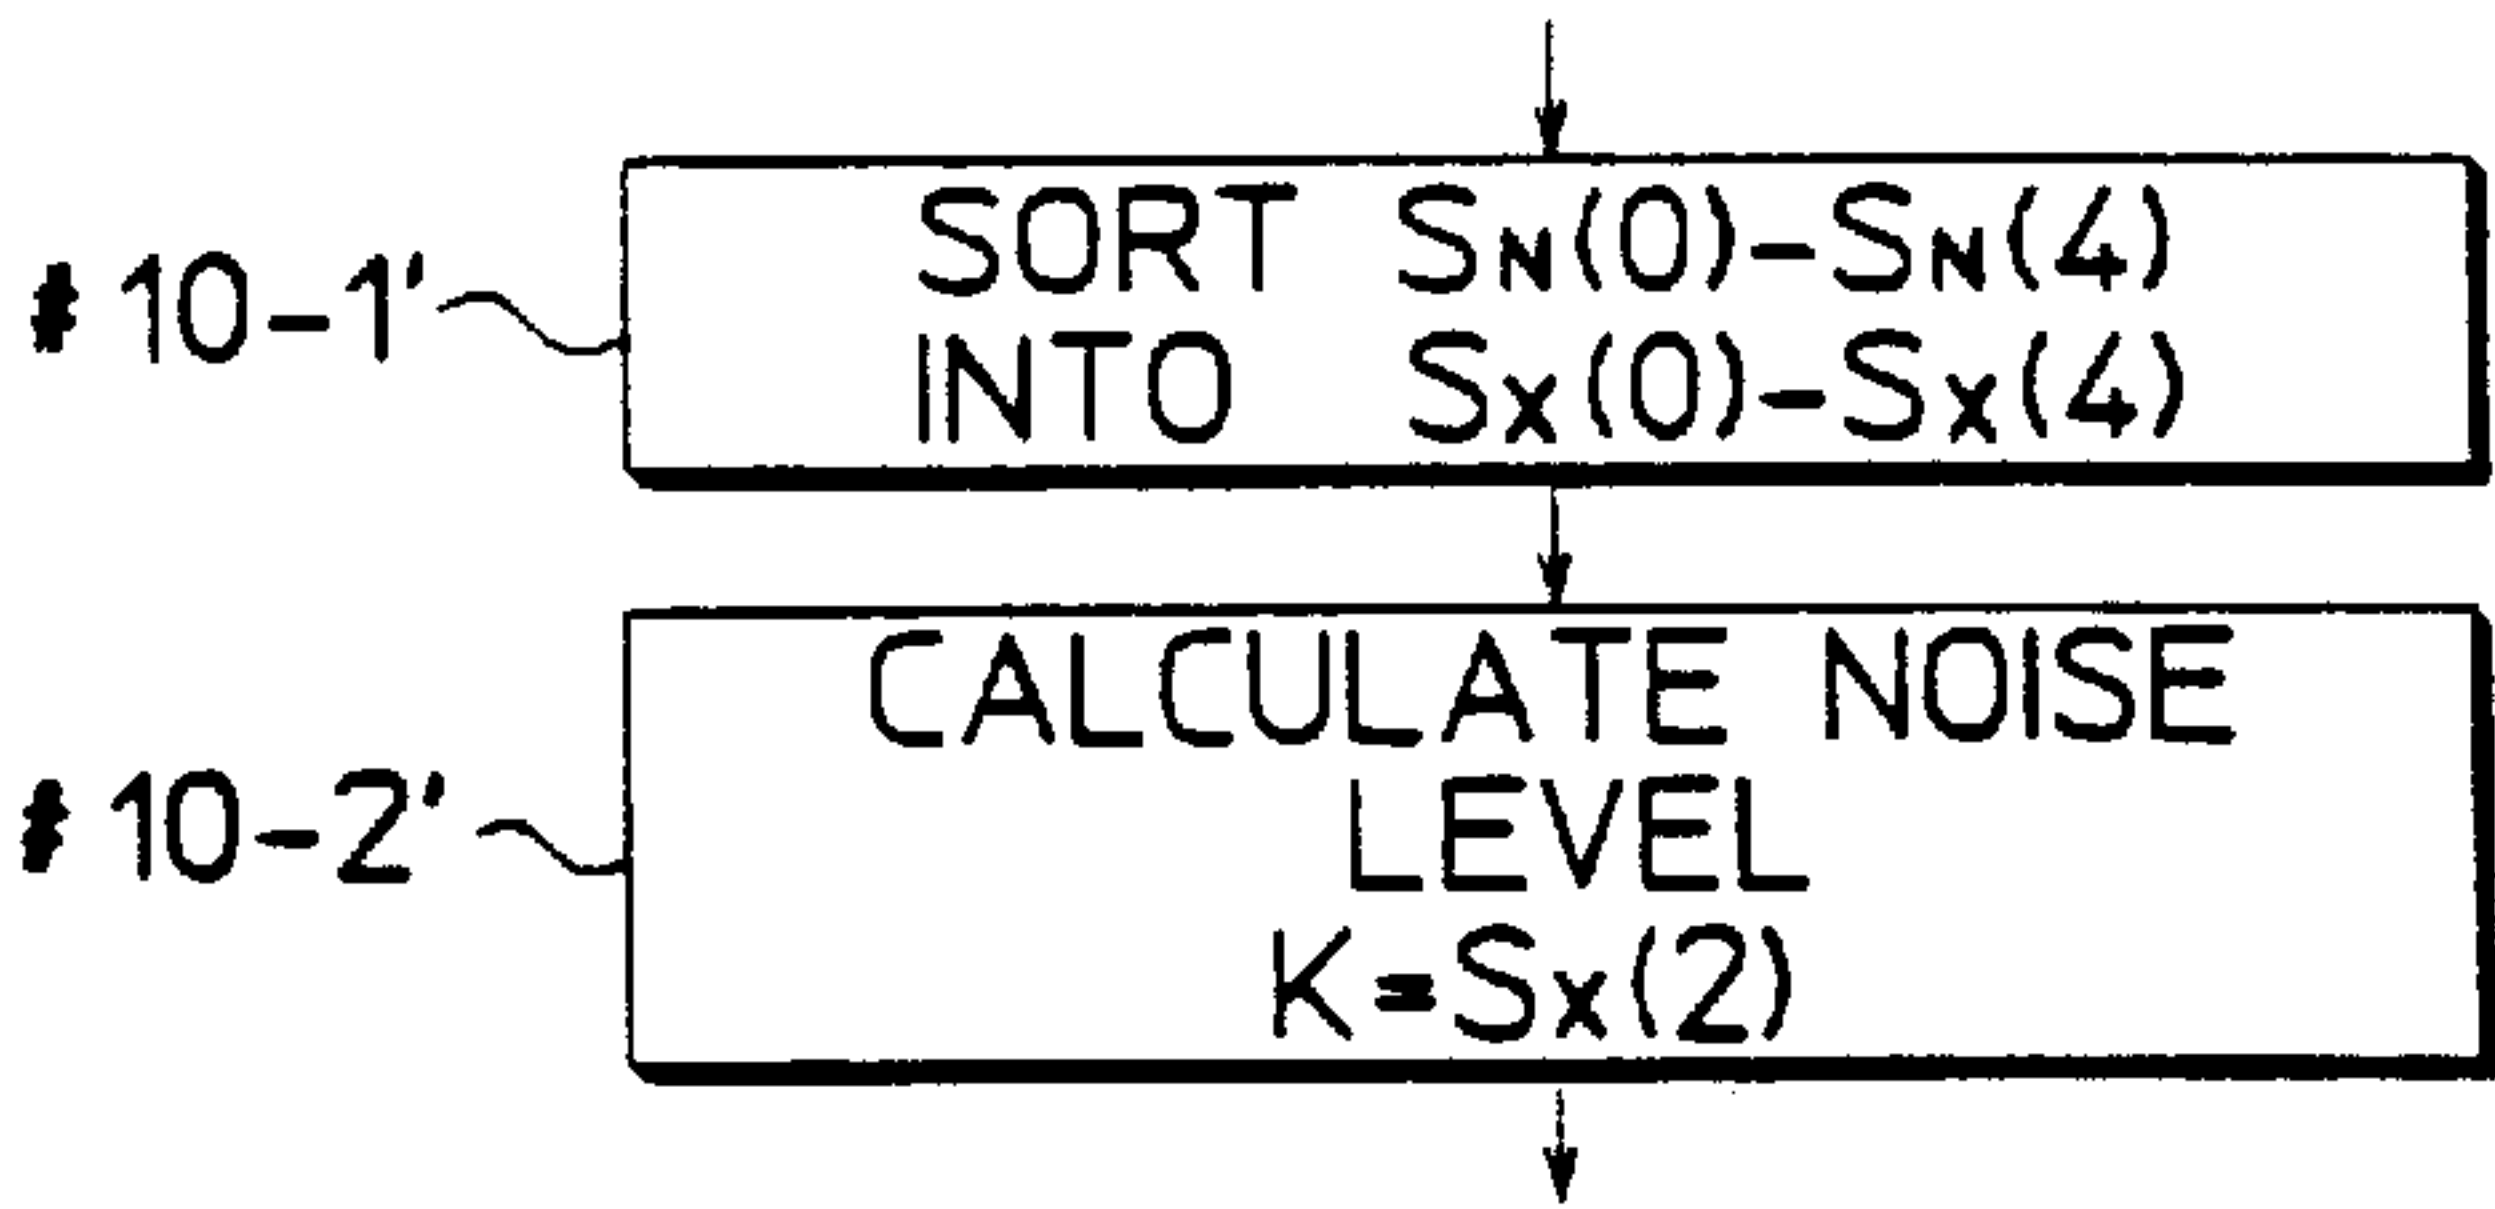 SORT SN(0)-SN(4)
#10-1' INTO SX(0)-SX(4)
CALCULATE NOISE
#10-2' LEVEL
K=SX(2)